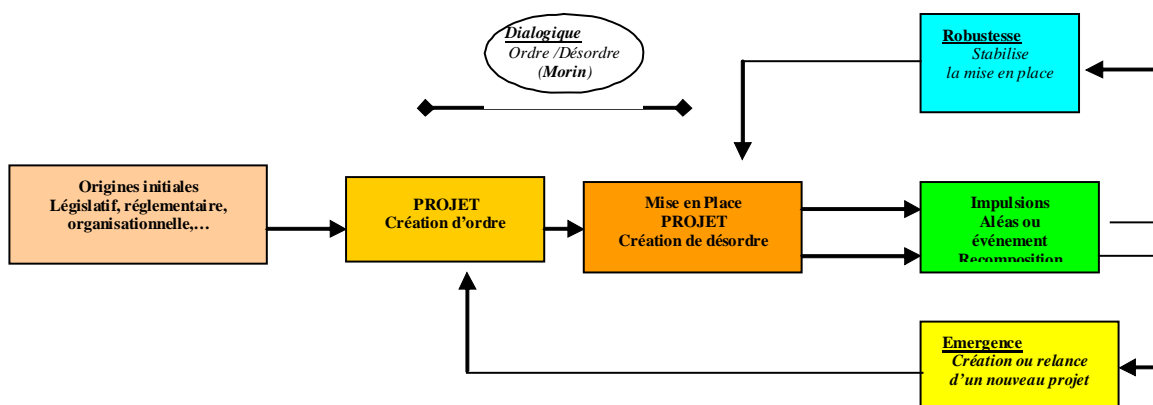 Dialogique
Ordre /Désordre
(Morin)
Robustesse
Stabilise
la mise en place
Origines initiales
Législatif, réglementaire,
organisationnelle,…
PROJET
Création d'ordre
Mise en Place
PROJET
Création de désordre
Impulsions
Aléas ou
événement
Recomposition
Emergence
Création ou relance
d'un nouveau projet